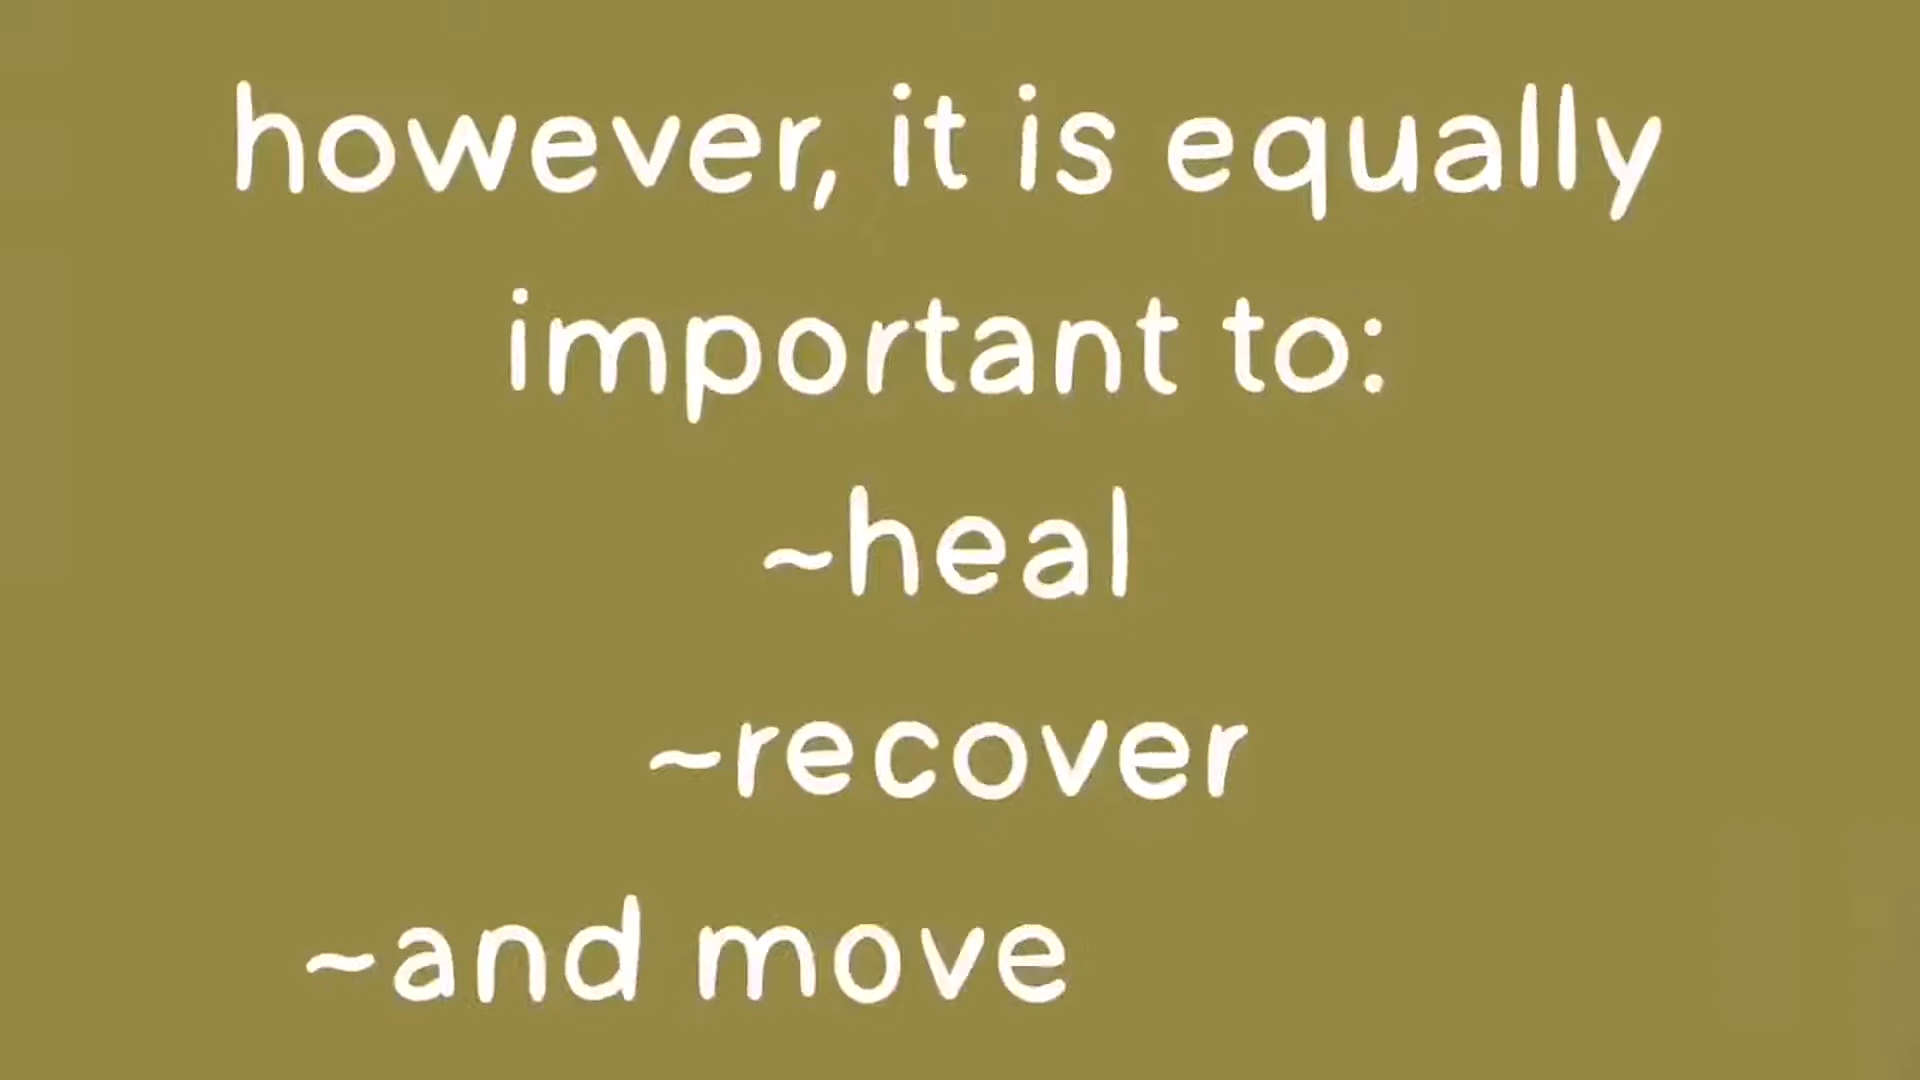 however, it is equally
important to:
~heal
~recover
~and move